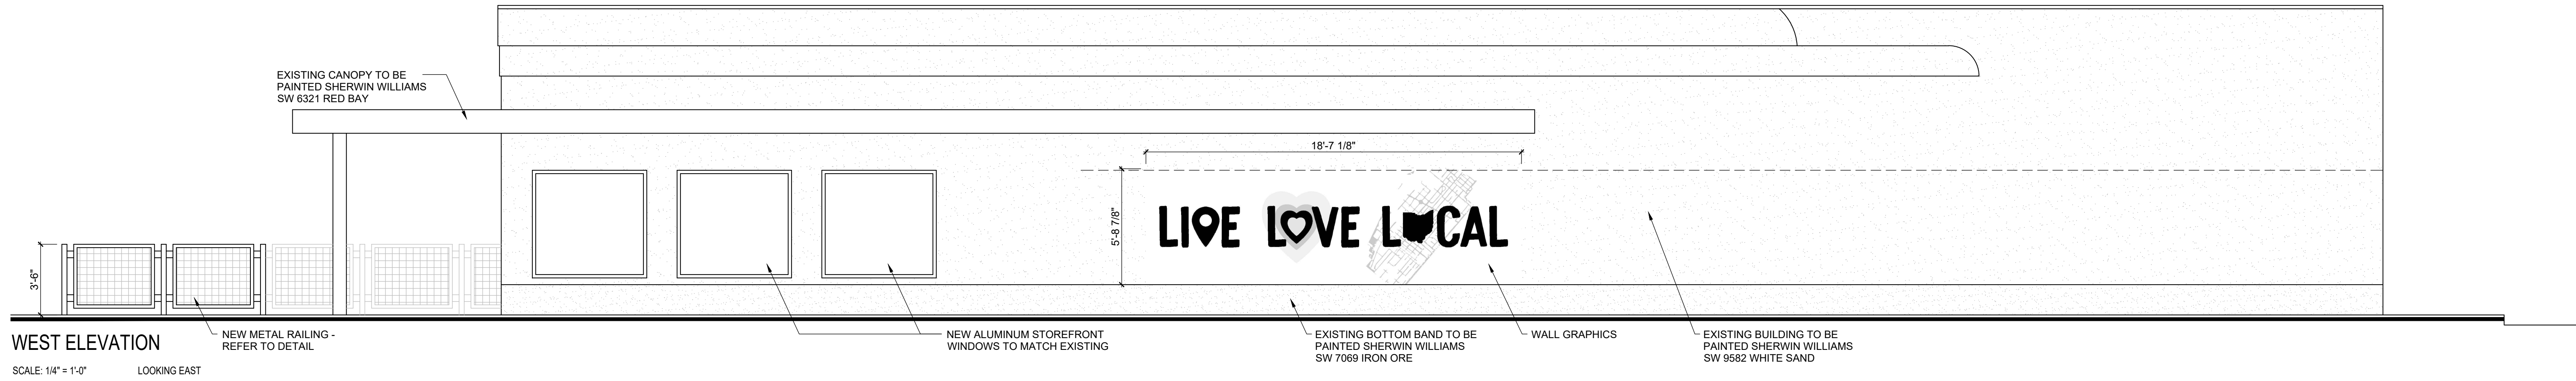 EXISTING CANOPY TO BE
PAINTED SHERWIN WILLIAMS
SW 6321 RED BAY
18'-7 1/8"
5'-8 7/8"
LIVE LOVE LOCAL
3'-6"
NEW METAL RAILING -
REFER TO DETAIL
NEW ALUMINUM STOREFRONT
WINDOWS TO MATCH EXISTING
EXISTING BOTTOM BAND TO BE
PAINTED SHERWIN WILLIAMS
SW 7069 IRON ORE
WALL GRAPHICS
EXISTING BUILDING TO BE
PAINTED SHERWIN WILLIAMS
SW 9582 WHITE SAND
WEST ELEVATION
SCALE: 1/4" = 1'-0"
LOOKING EAST